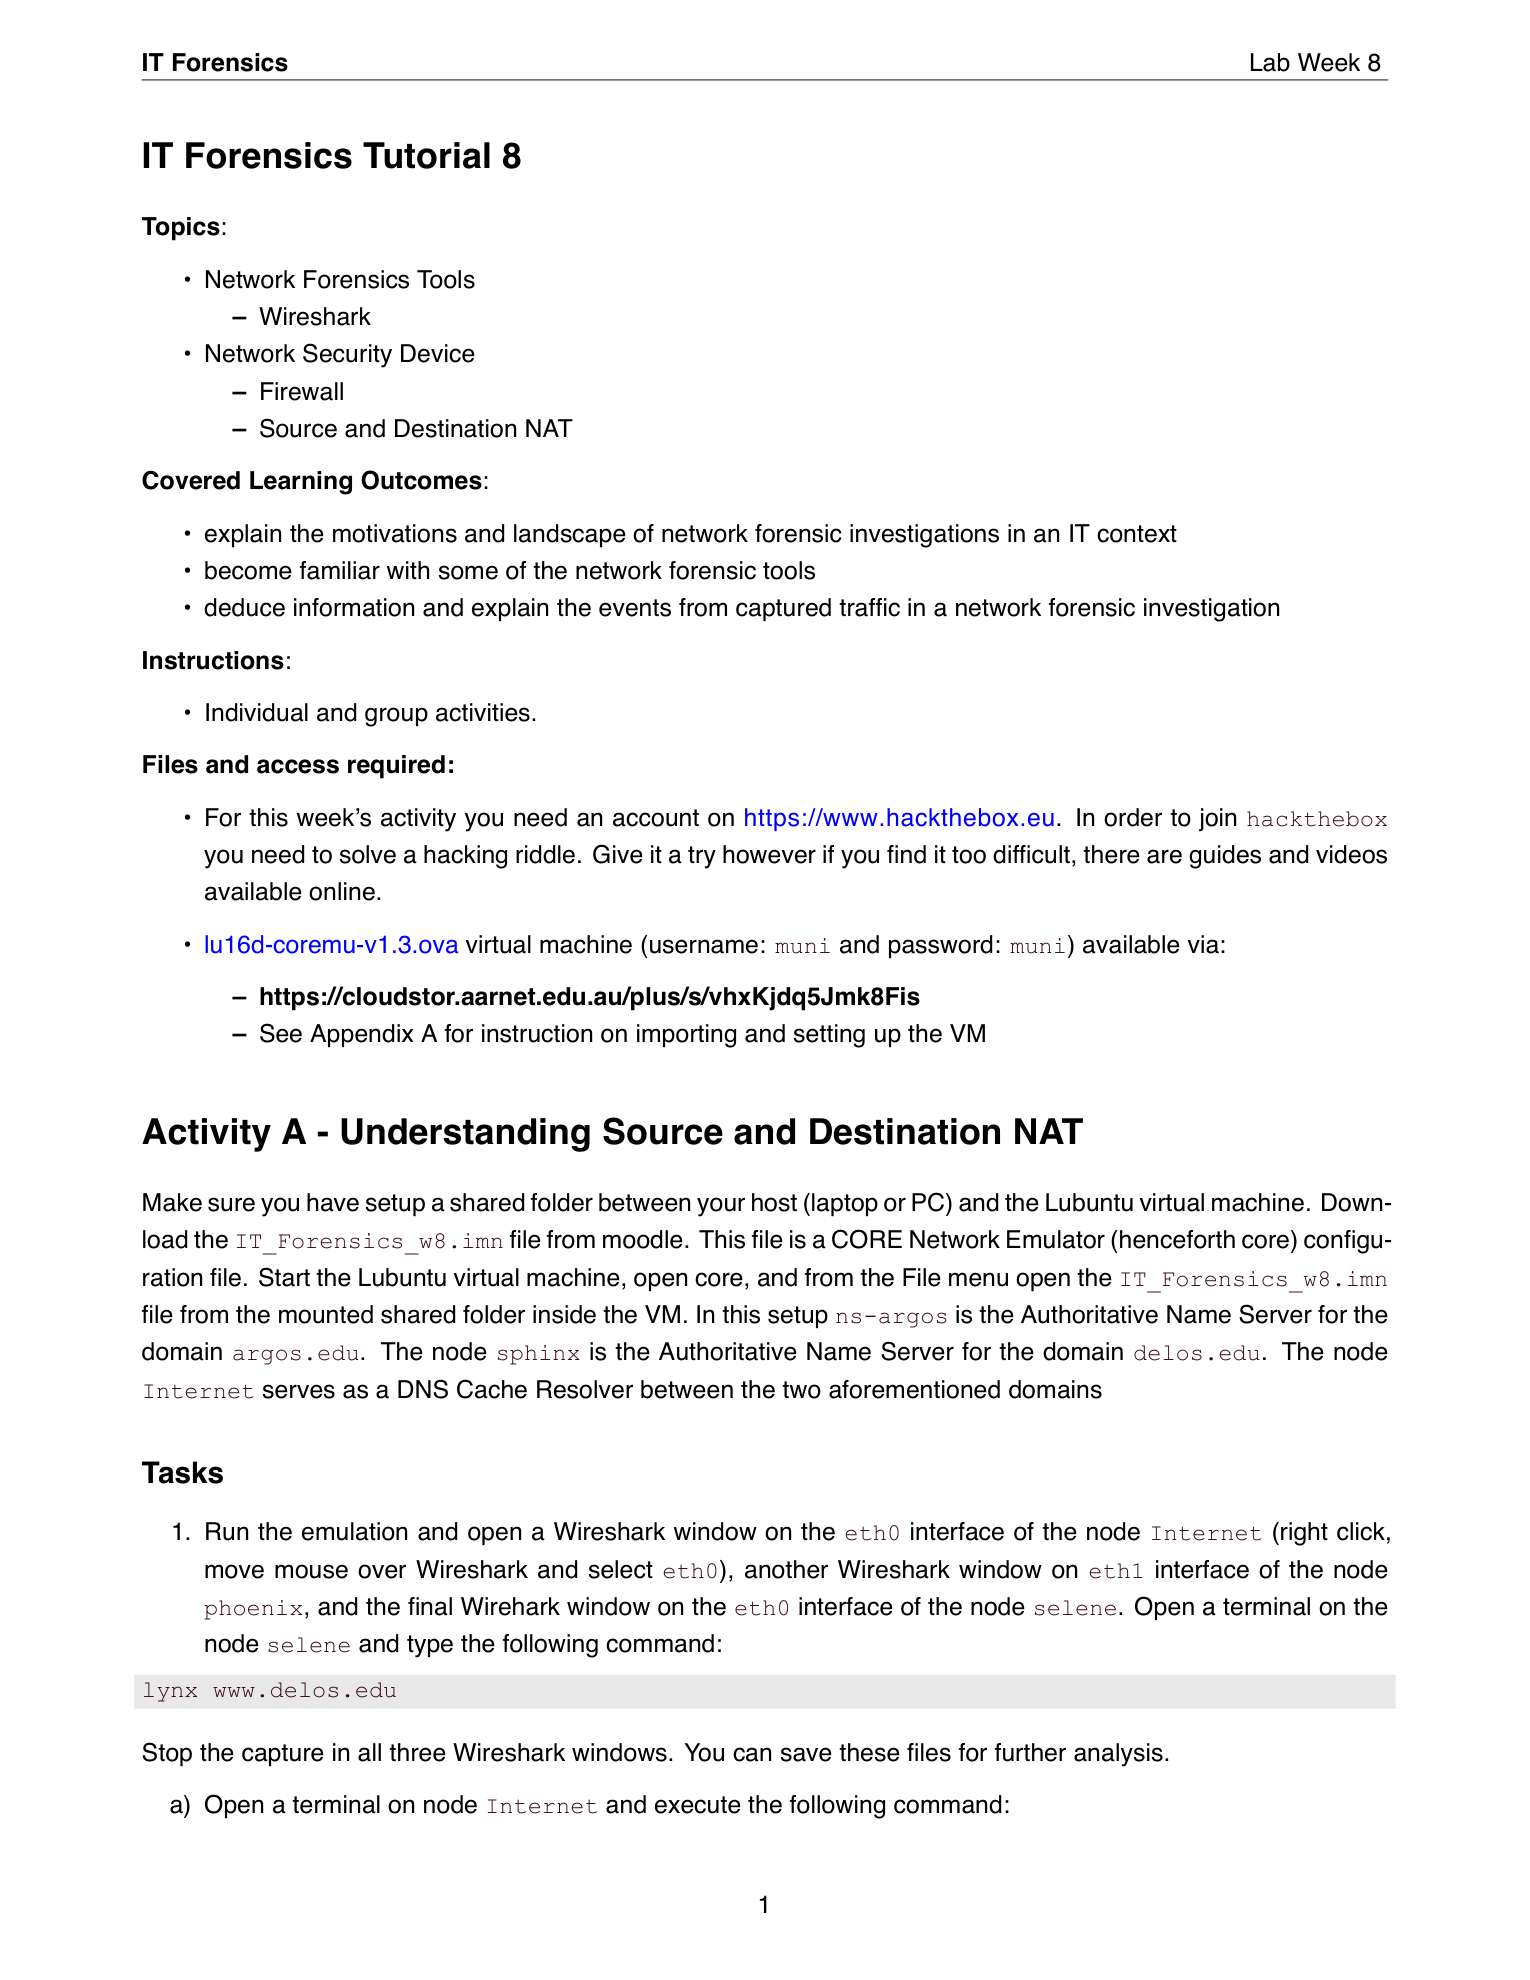 IT Forensics Lab Week 8
IT Forensics Tutorial 8
Topics:
• Network Forensics Tools
– Wireshark
• Network Security Device
– Firewall
– Source and Destination NAT
Covered Learning Outcomes:
• explain the motivations and landscape of network forensic investigations in an IT context
• become familiar with some of the network forensic tools
• deduce information and explain the events from captured traffic in a network forensic investigation
Instructions:
• Individual and group activities.
Files and access required:
• For this week's activity you need an account on https://www.hackthebox.eu. In order to join hackthebox
you need to solve a hacking riddle. Give it a try however if you find it too difficult, there are guides and videos
available online.
• lu16d-coremu-v1.3.ova virtual machine (username: muni and password: muni) available via:
– https://cloudstor.aarnet.edu.au/plus/s/vhxKjdq5Jmk8Fis
– See Appendix A for instruction on importing and setting up the VM
Activity A - Understanding Source and Destination NAT
Make sure you have setup a shared folder between your host (laptop or PC) and the Lubuntu virtual machine. Down-
load the IT_Forensics_w8.imn file from moodle. This file is a CORE Network Emulator (henceforth core) configu-
ration file. Start the Lubuntu virtual machine, open core, and from the File menu open the IT_Forensics_w8.imn
file from the mounted shared folder inside the VM. In this setup ns-argos is the Authoritative Name Server for the
domain argos.edu. The node sphinx is the Authoritative Name Server for the domain delos.edu. The node
Internet serves as a DNS Cache Resolver between the two aforementioned domains
Tasks
1. Run the emulation and open a Wireshark window on the eth0 interface of the node Internet (right click,
move mouse over Wireshark and select eth0), another Wireshark window on eth1 interface of the node
phoenix, and the final Wirehark window on the eth0 interface of the node selene. Open a terminal on the
node selene and type the following command:
lynx www.delos.edu
Stop the capture in all three Wireshark windows. You can save these files for further analysis.
a) Open a terminal on node Internet and execute the following command:
1